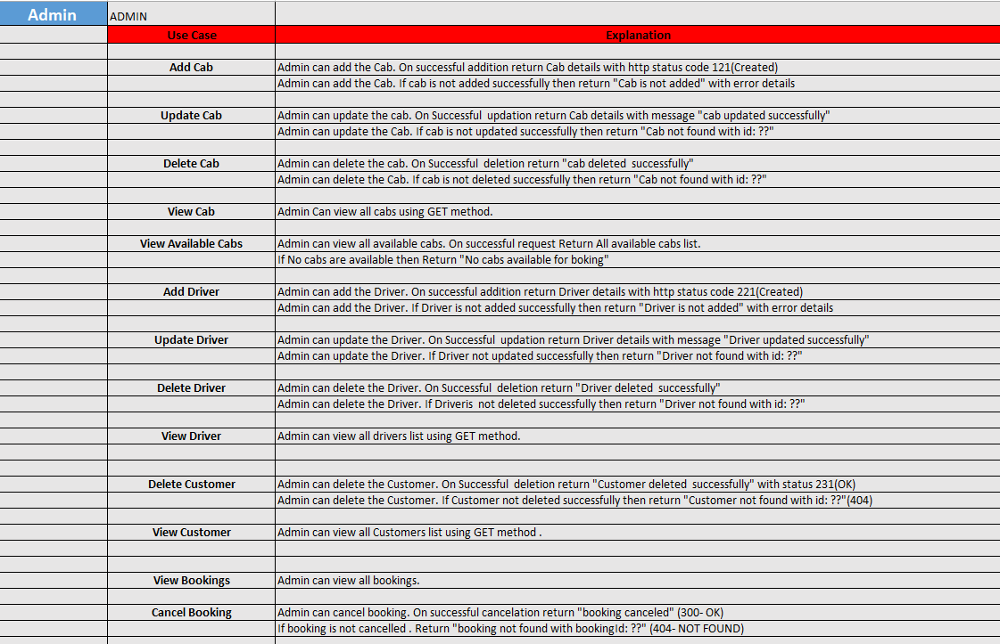 Admin ADMIN
Use Case Explanation
Add Cab Admin can add the Cab. On successful addition return Cab details with http status code 121(Created)
Admin can add the Cab. If cab is not added successfully then return "Cab is not added" with error details
Update Cab Admin can update the cab. On Successful  updation return Cab details with message "cab updated successfully"
Admin can update the Cab. If cab is not updated successfully then return "Cab not found with id: ??"
Delete Cab Admin can delete the cab. On Successful  deletion return "cab deleted  successfully"
Admin can delete the Cab. If cab is not deleted successfully then return "Cab not found with id: ??"
View Cab Admin Can view all cabs using GET method.
View Available Cabs Admin can view all available cabs. On successful request Return All available cabs list.
If No cabs are available then Return "No cabs available for boking"
Add Driver Admin can add the Driver. On successful addition return Driver details with http status code 221(Created)
Admin can add the Driver. If Driver is not added successfully then return "Driver is not added" with error details
Update Driver Admin can update the Driver. On Successful  updation return Driver details with message "Driver updated successfully"
Admin can update the Driver. If Driver not updated successfully then return "Driver not found with id: ??"
Delete Driver Admin can delete the Driver. On Successful  deletion return "Driver deleted  successfully"
Admin can delete the Driver. If Driveris  not deleted successfully then return "Driver not found with id: ??"
View Driver Admin can view all drivers list using GET method.
Delete Customer Admin can delete the Customer. On Successful  deletion return "Customer deleted  successfully" with status 231(OK)
Admin can delete the Customer. If Customer not deleted successfully then return "Customer not found with id: ??"(404)
View Customer Admin can view all Customers list using GET method .
View Bookings Admin can view all bookings.
Cancel Booking Admin can cancel booking. On successful cancelation return "booking canceled" (300- OK)
If booking is not cancelled . Return "booking not found with bookingId: ??" (404- NOT FOUND)